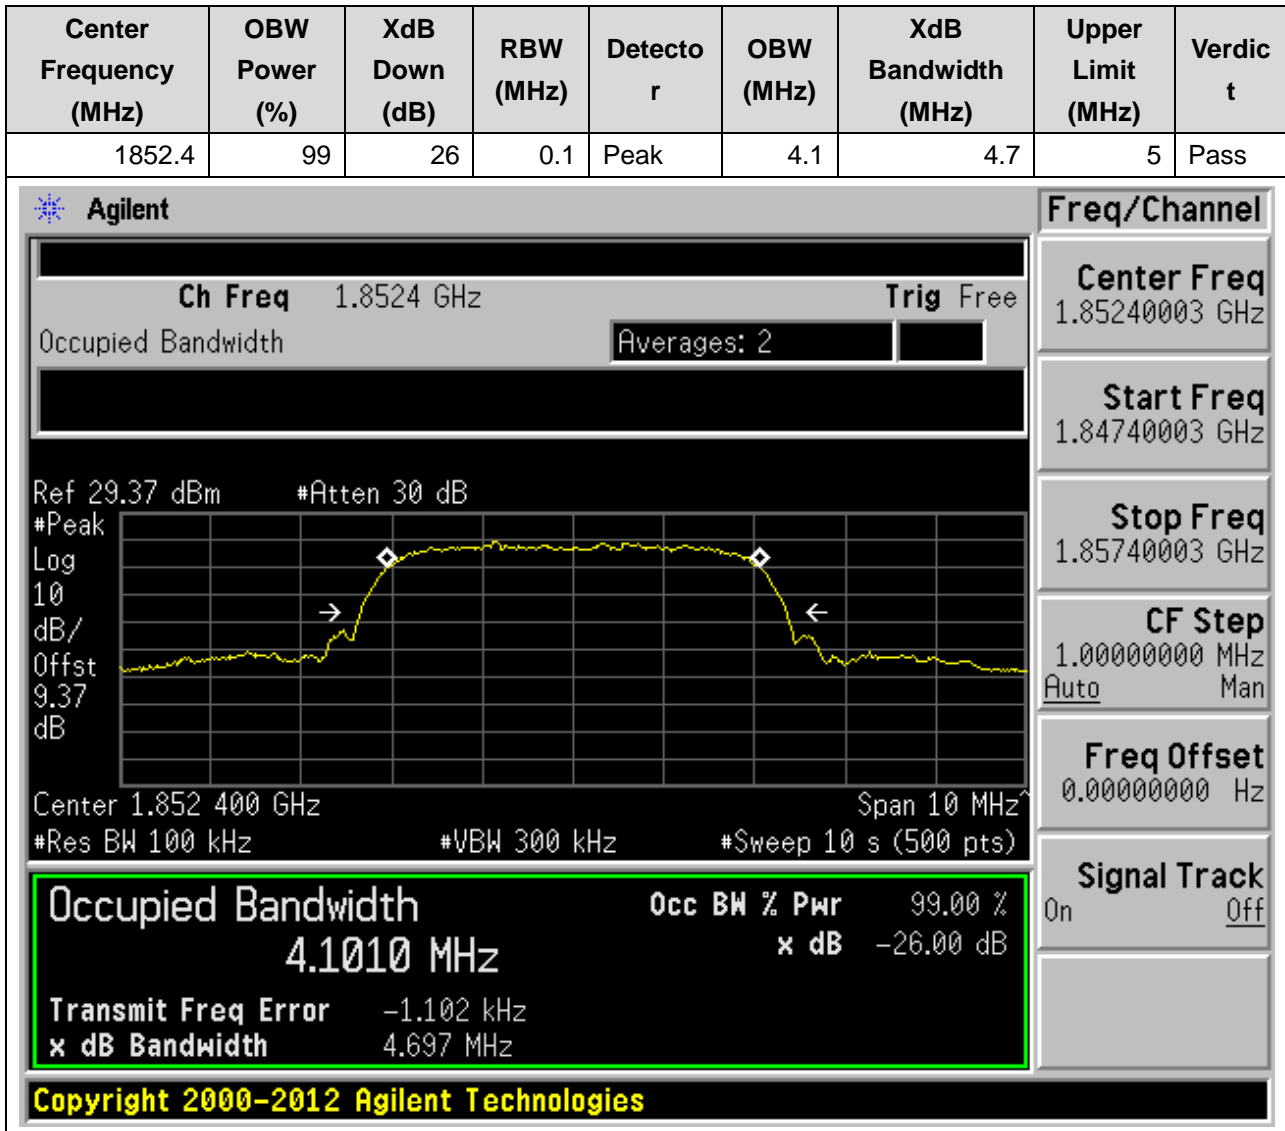 Center Frequency (MHz) OBW Power (%) XdB Down (dB) RBW (MHz) Detecto r OBW (MHz) XdB Bandwidth (MHz) Upper Limit (MHz) Verdic t
1852.4 99 26 0.1 Peak 4.1 4.7 5 Pass
Agilent
Freq/Channel
Ch Freq 1.8524 GHz Trig Free
Occupied Bandwidth Averages: 2
Center Freq
1.85240003 GHz
Start Freq
1.84740003 GHz
Stop Freq
1.85740003 GHz
CF Step
1.00000000 MHz
Auto Man
Freq Offset
0.00000000 Hz
Signal Track
On Off
Ref 29.37 dBm #Atten 30 dB
#Peak
Log
10
dB/
Offst
9.37
dB
Center 1.852 400 GHz Span 10 MHz^
#Res BW 100 kHz #VBW 300 kHz #Sweep 10 s (500 pts)
Occupied Bandwidth Occ BW % Pwr 99.00 %
4.1010 MHz x dB -26.00 dB
Transmit Freq Error -1.102 kHz
x dB Bandwidth 4.697 MHz
Copyright 2000-2012 Agilent Technologies